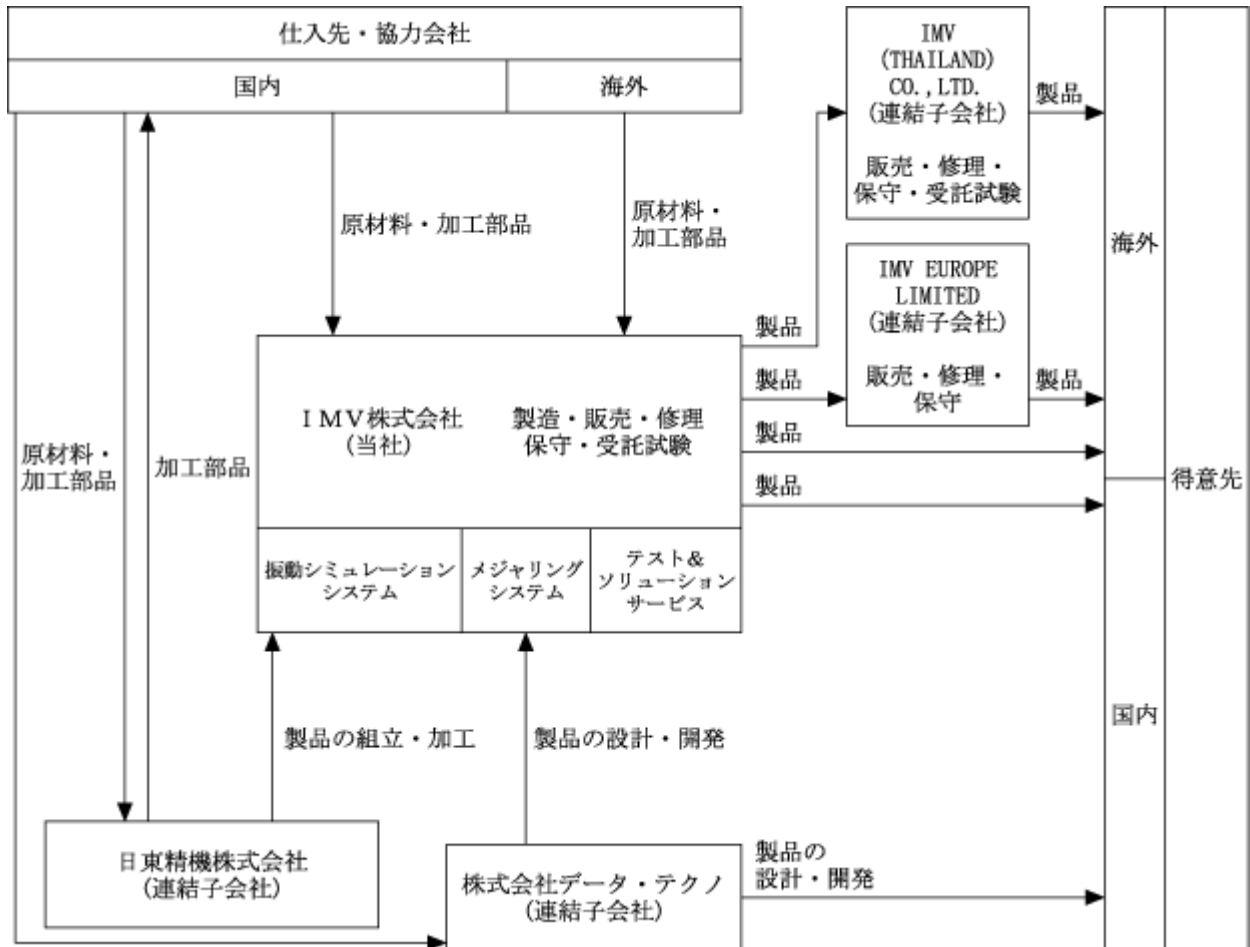 仕入先・協力会社
国内
海外
原材料・加工部品
原材料・
加工部品
原材料・
加工部品
加工部品
IMV株式会社
(当社)
製造・販売・修理
保守・受託試験
振動シミュレーション
システム
メジャリング
システム
テスト&
ソリューション
サービス
製品
製品
製品
製品
IMV
(THAILAND)
CO.,LTD.
(連結子会社)
販売・修理・
保守・受託試験
製品
IMV EUROPE
LIMITED
(連結子会社)
販売・修理・
保守
製品
海外
国内
得意先
製品の組立・加工
製品の設計・開発
日東精機株式会社
(連結子会社)
株式会社データ・テクノ
(連結子会社)
製品の
設計・開発